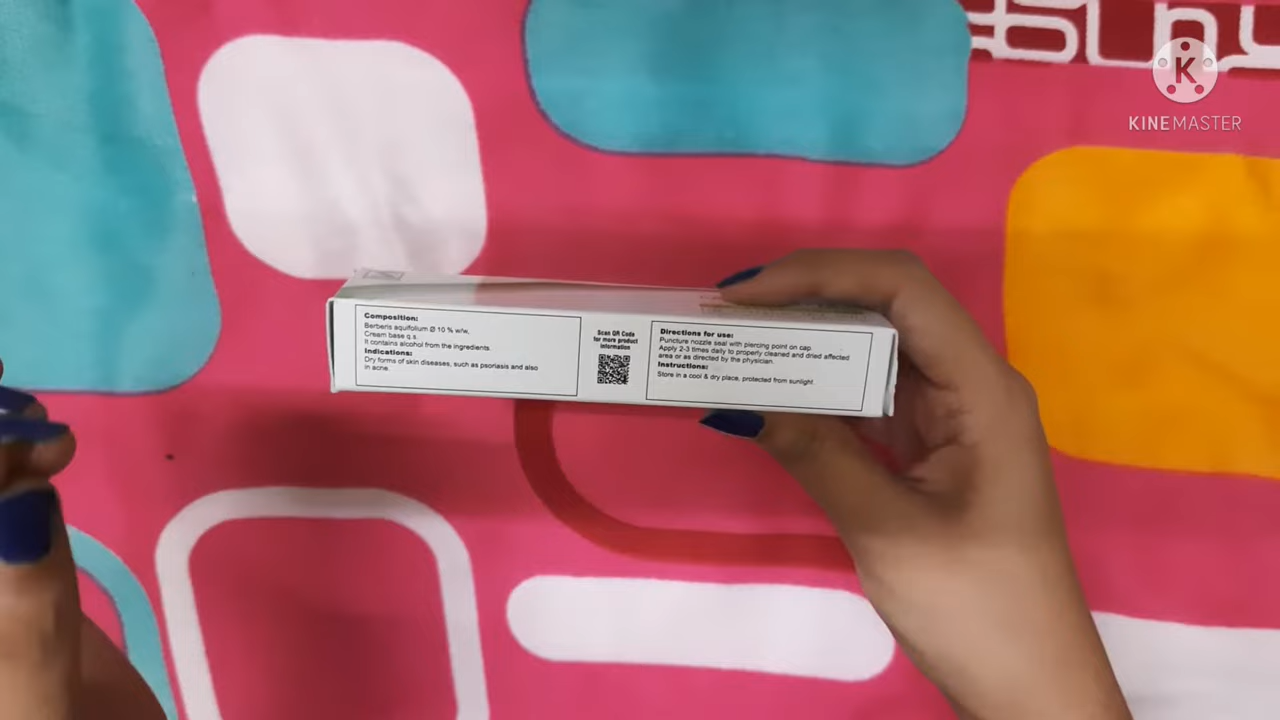 Composition:
Berberis aquifolium Ø 10 % w/w,
Cream base q.s.
It contains alcohol from the ingredients.
Indications:
Dry forms of skin diseases, such as psoriasis and also
in acne.
Scan QR Code
for more product
information
Directions for use:
Puncture nozzle seal with piercing point on cap.
Apply 2-3 times daily to properly cleaned and dried affected
area or as directed by the physician.
Instructions:
Store in a cool & dry place, protected from sunlight.
K
KINEMASTER